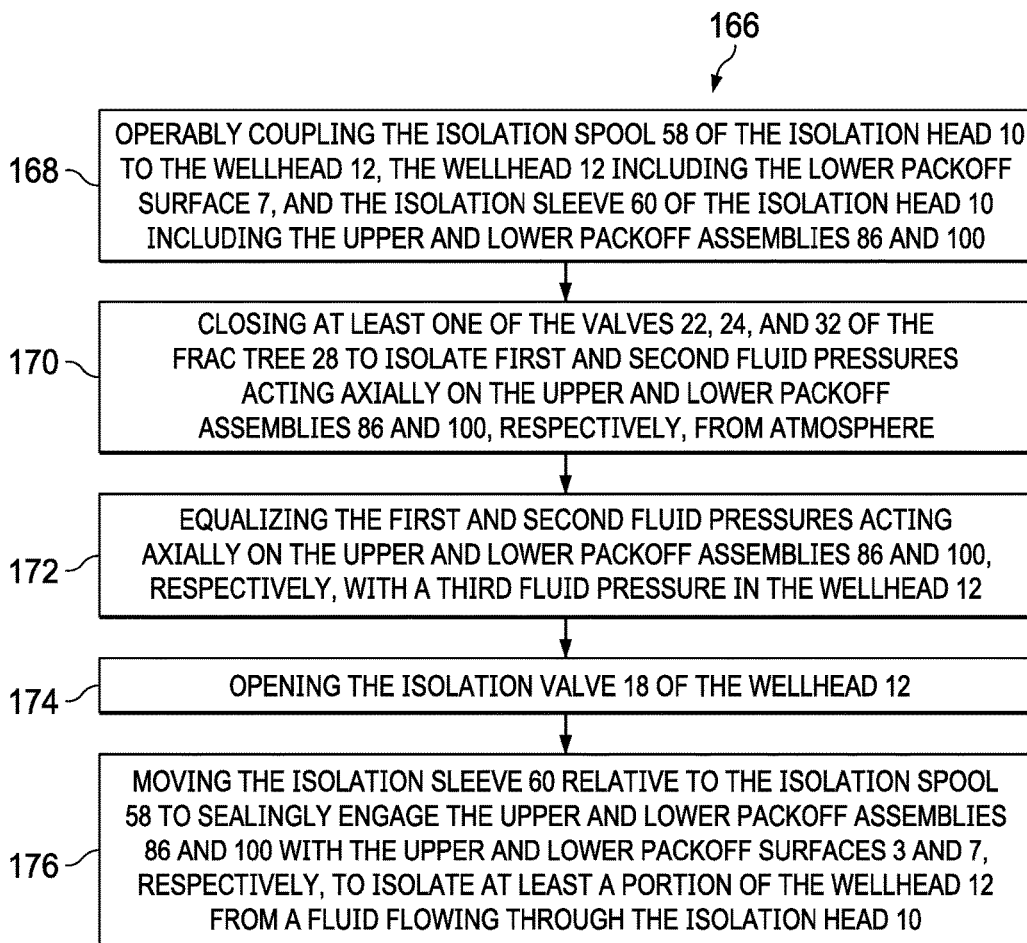 166
168
OPERABLY COUPLING THE ISOLATION SPOOL 58 OF THE ISOLATION HEAD 10
TO THE WELLHEAD 12, THE WELLHEAD 12 INCLUDING THE LOWER PACKOFF
SURFACE 7, AND THE ISOLATION SLEEVE 60 OF THE ISOLATION HEAD 10
INCLUDING THE UPPER AND LOWER PACKOFF ASSEMBLIES 86 AND 100
170
CLOSING AT LEAST ONE OF THE VALVES 22, 24, AND 32 OF THE
FRAC TREE 28 TO ISOLATE FIRST AND SECOND FLUID PRESSURES
ACTING AXIALLY ON THE UPPER AND LOWER PACKOFF
ASSEMBLIES 86 AND 100, RESPECTIVELY, FROM ATMOSPHERE
172
EQUALIZING THE FIRST AND SECOND FLUID PRESSURES ACTING
AXIALLY ON THE UPPER AND LOWER PACKOFF ASSEMBLIES 86 AND 100,
RESPECTIVELY, WITH A THIRD FLUID PRESSURE IN THE WELLHEAD 12
174
OPENING THE ISOLATION VALVE 18 OF THE WELLHEAD 12
176
MOVING THE ISOLATION SLEEVE 60 RELATIVE TO THE ISOLATION SPOOL
58 TO SEALINGLY ENGAGE THE UPPER AND LOWER PACKOFF ASSEMBLIES
86 AND 100 WITH THE UPPER AND LOWER PACKOFF SURFACES 3 AND 7,
RESPECTIVELY, TO ISOLATE AT LEAST A PORTION OF THE WELLHEAD 12
FROM A FLUID FLOWING THROUGH THE ISOLATION HEAD 10